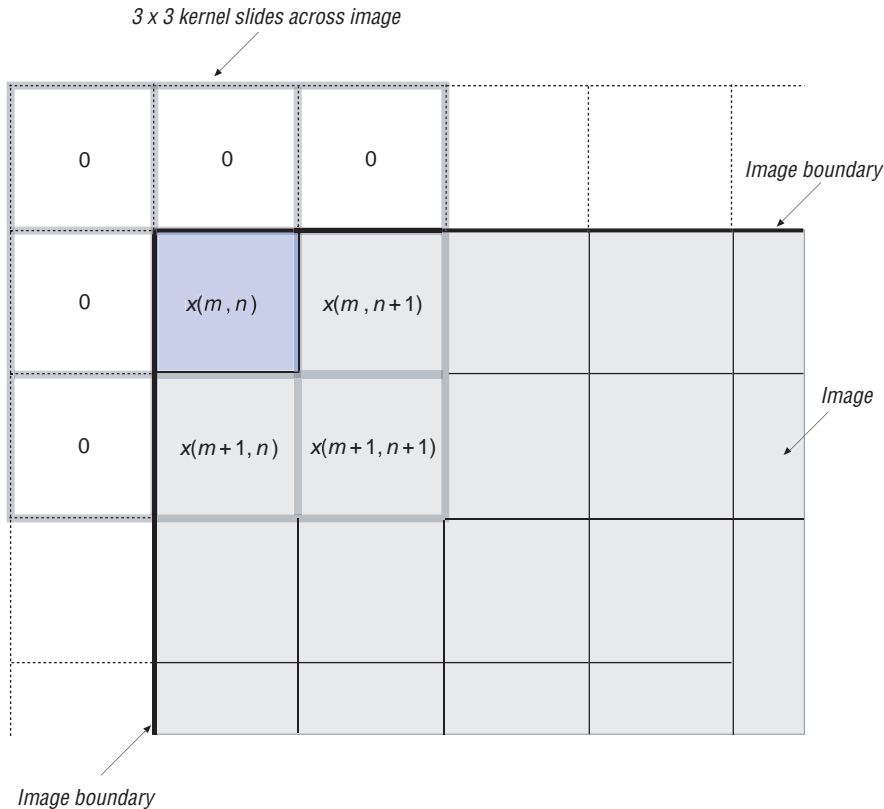 3 x 3 kernel slides across image
0 0 0
Image boundary
0 x(m,n) x(m,n+1)
Image
0 x(m+1,n) x(m+1,n+1)
Image boundary